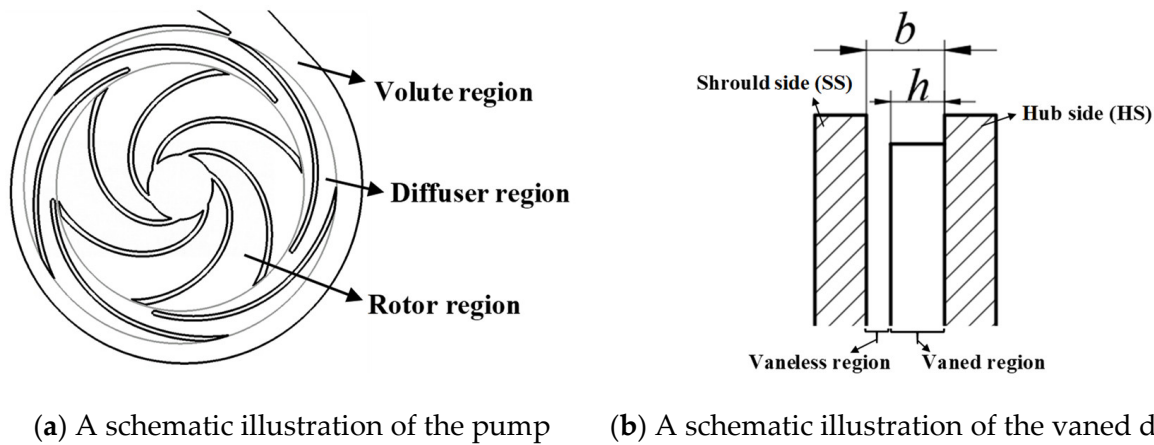 Volute region
Diffuser region
Rotor region
b
h
Shrould side (SS)
Hub side (HS)
Vaneless region
Vaned region
(a) A schematic illustration of the pump
(b) A schematic illustration of the vaned d